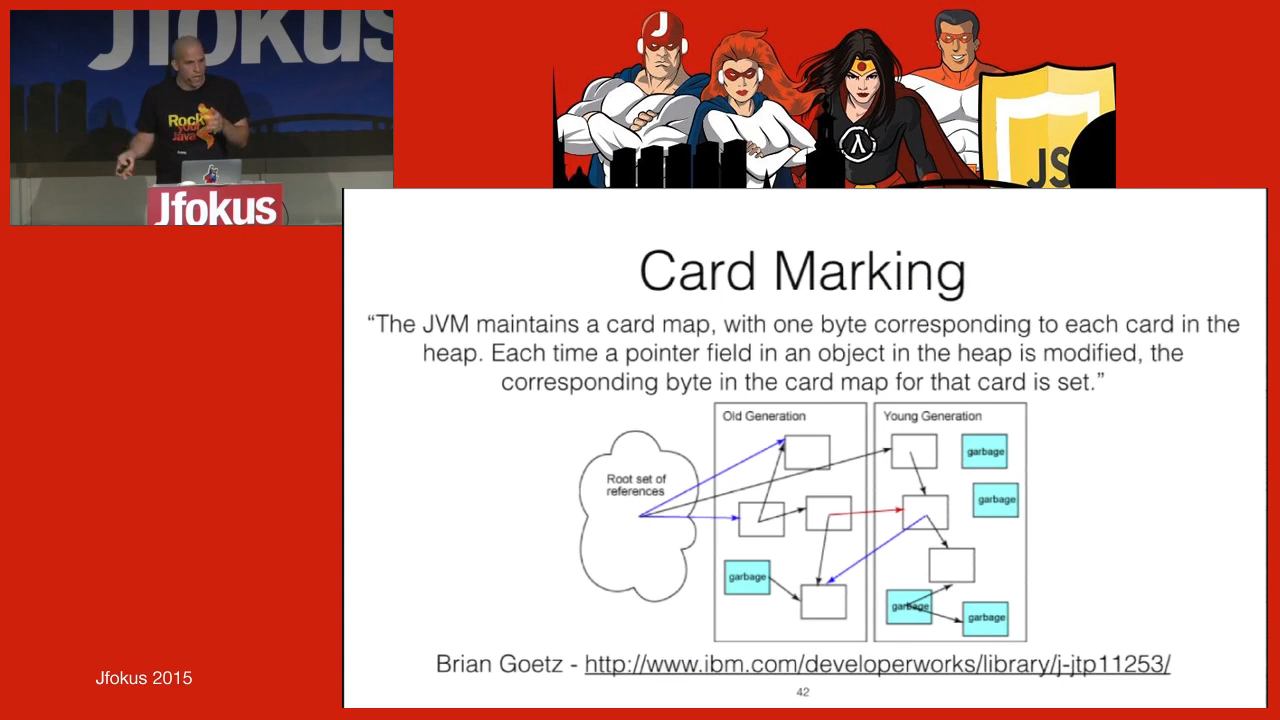 Jfokus
Rock
Java
Jfokus
J
λ
JS
Card Marking
“The JVM maintains a card map, with one byte corresponding to each card in the
heap. Each time a pointer field in an object in the heap is modified, the
corresponding byte in the card map for that card is set.”
Old Generation
Young Generation
Root set of
references
garbage
garbage
garbage
garbage
garbage
Brian Goetz - http://www.ibm.com/developerworks/library/j-jtp11253/
42
Jfokus 2015